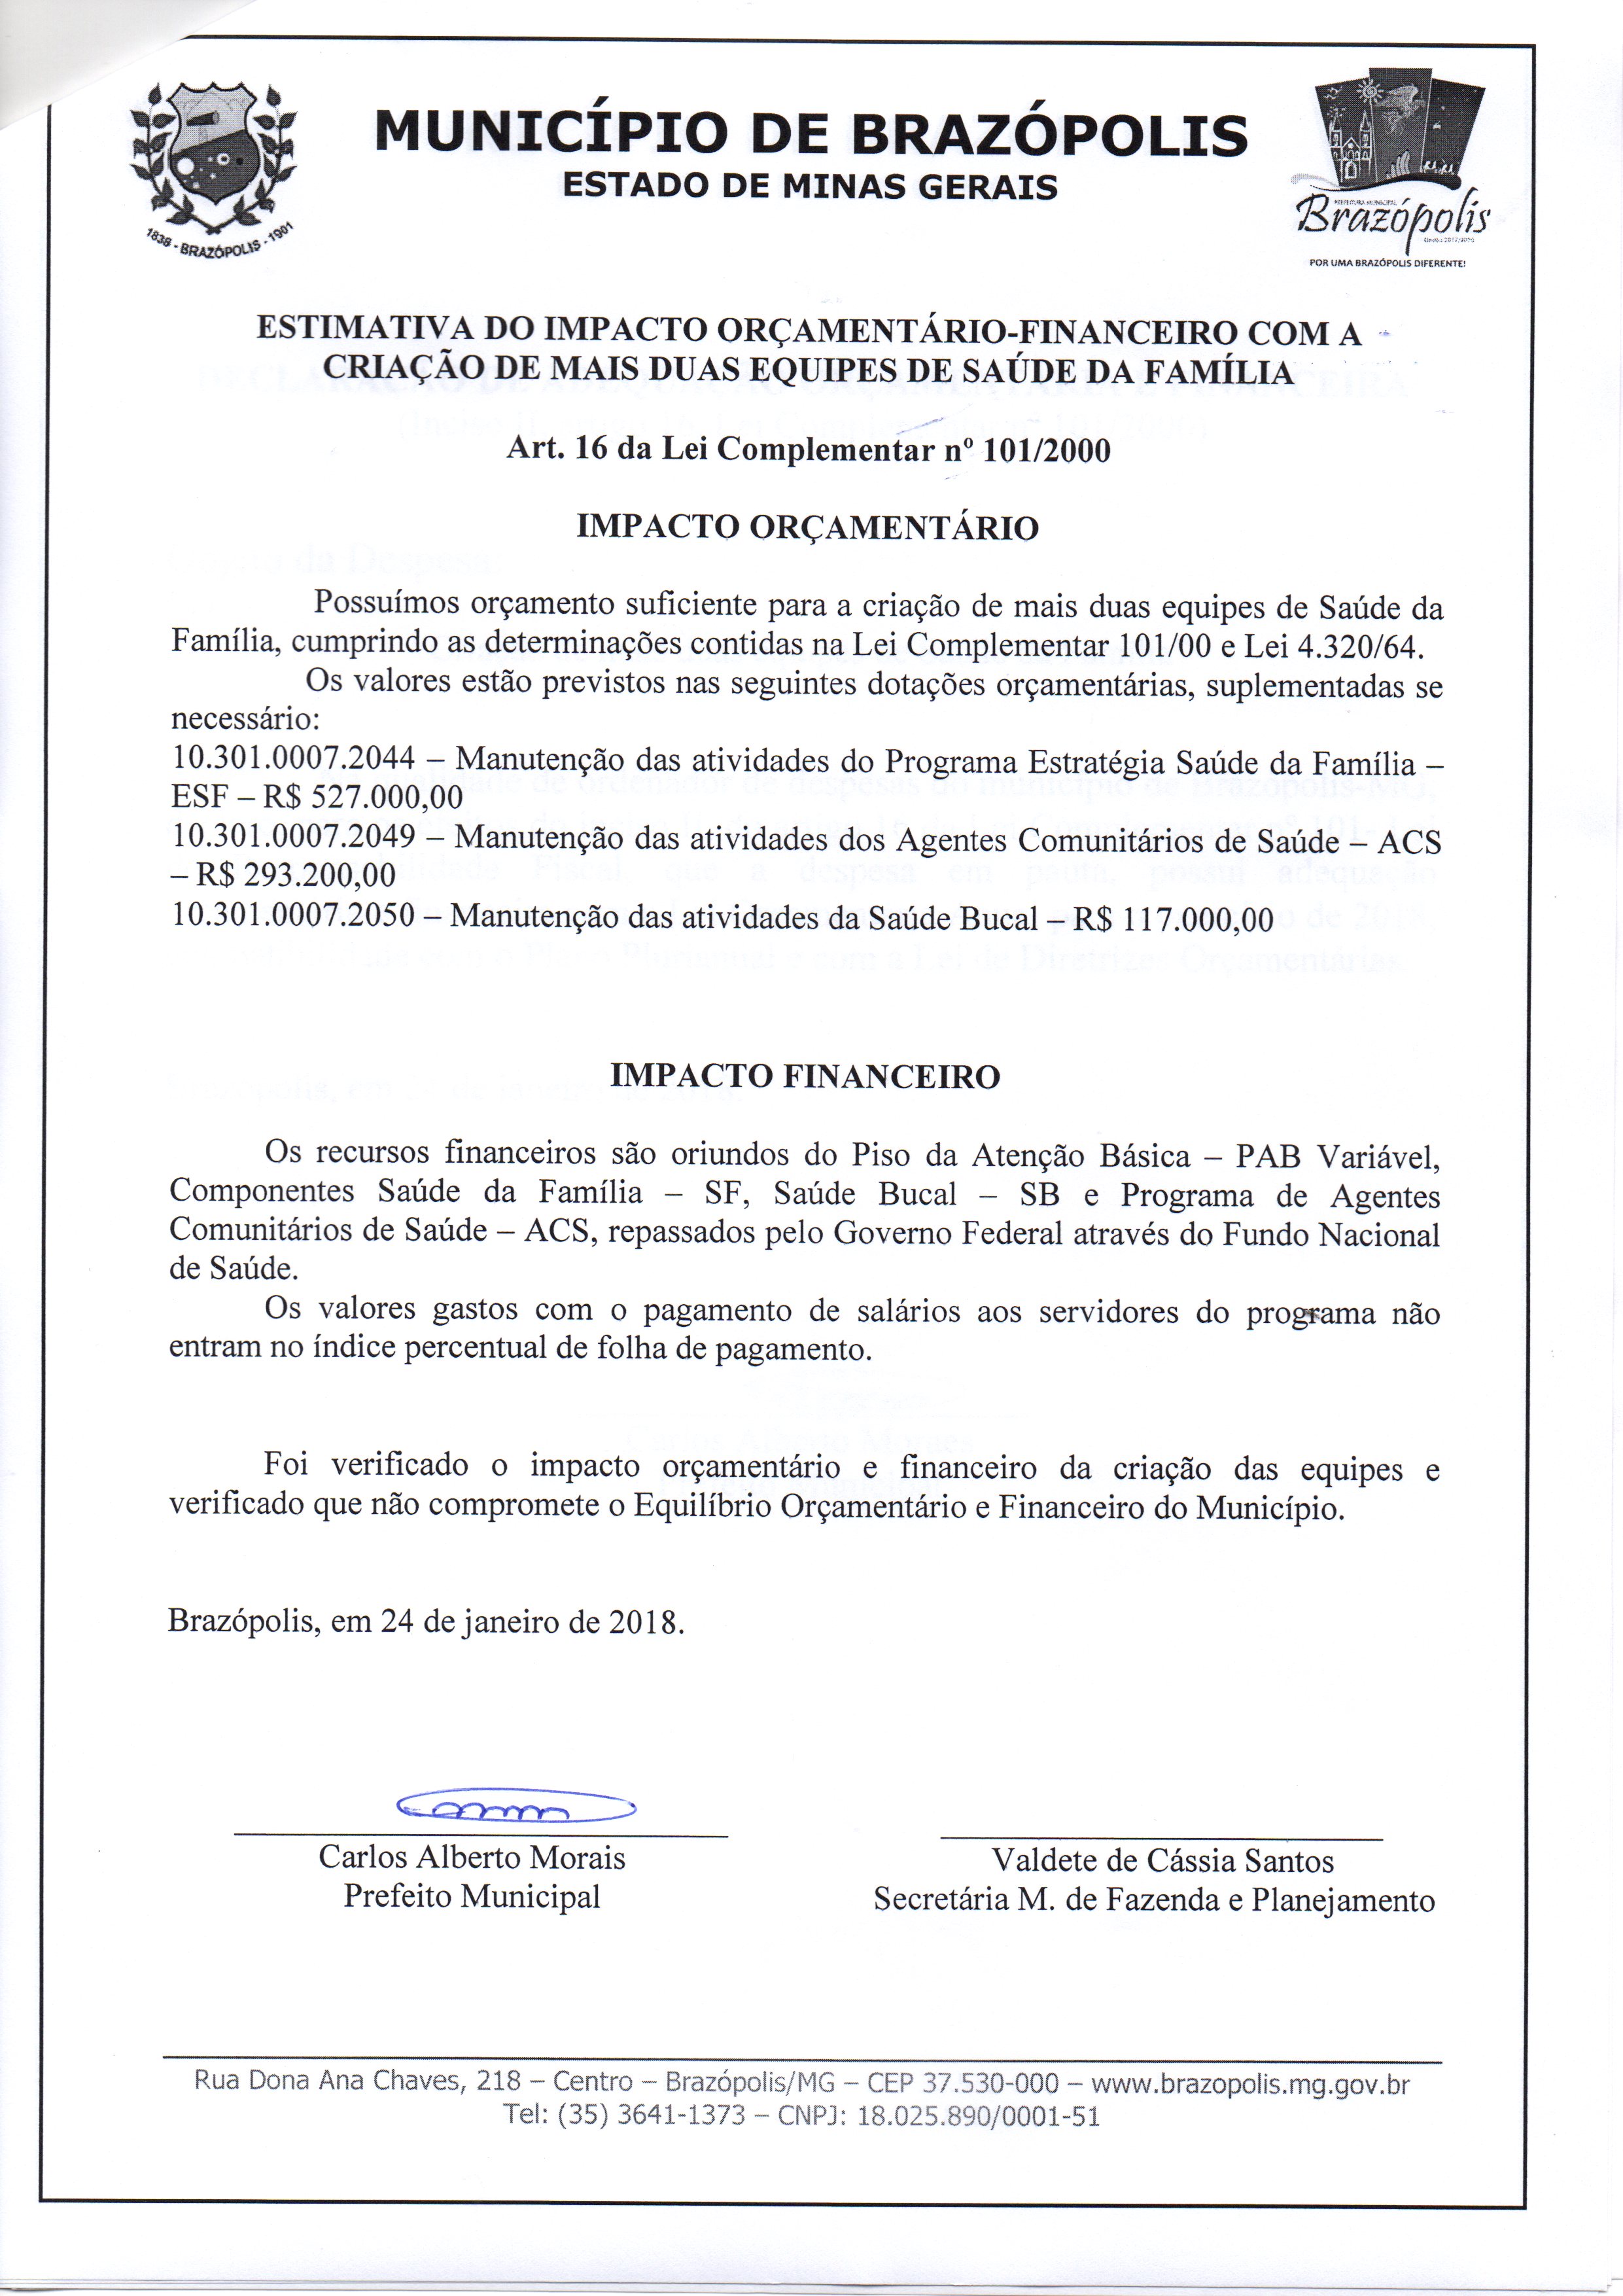 MUNICÍPIO DE BRAZÓPOLIS
ESTADO DE MINAS GERAIS
1838 - BRAZÓPOLIS - 1901
PREFEITURA MUNICIPAL
Brazópolis
POR UMA BRAZÓPOLIS DIFERENTE!
ESTIMATIVA DO IMPACTO ORÇAMENTÁRIO-FINANCEIRO COM A
CRIAÇÃO DE MAIS DUAS EQUIPES DE SAÚDE DA FAMÍLIA
Art. 16 da Lei Complementar nº 101/2000
IMPACTO ORÇAMENTÁRIO
Possuímos orçamento suficiente para a criação de mais duas equipes de Saúde da
Família, cumprindo as determinações contidas na Lei Complementar 101/00 e Lei 4.320/64.
Os valores estão previstos nas seguintes dotações orçamentárias, suplementadas se
necessário:
10.301.0007.2044 – Manutenção das atividades do Programa Estratégia Saúde da Família –
ESF – R$ 527.000,00
10.301.0007.2049 – Manutenção das atividades dos Agentes Comunitários de Saúde – ACS
– R$ 293.200,00
10.301.0007.2050 – Manutenção das atividades da Saúde Bucal – R$ 117.000,00
IMPACTO FINANCEIRO
Os recursos financeiros são oriundos do Piso da Atenção Básica – PAB Variável,
Componentes Saúde da Família – SF, Saúde Bucal – SB e Programa de Agentes
Comunitários de Saúde – ACS, repassados pelo Governo Federal através do Fundo Nacional
de Saúde.
Os valores gastos com o pagamento de salários aos servidores do programa não
entram no índice percentual de folha de pagamento.
Foi verificado o impacto orçamentário e financeiro da criação das equipes e
verificado que não compromete o Equilíbrio Orçamentário e Financeiro do Município.
Brazópolis, em 24 de janeiro de 2018.
Carlos Alberto Morais
Prefeito Municipal
Valdete de Cássia Santos
Secretária M. de Fazenda e Planejamento
Rua Dona Ana Chaves, 218 – Centro – Brazópolis/MG – CEP 37.530-000 – www.brazopolis.mg.gov.br
Tel: (35) 3641-1373 – CNPJ: 18.025.890/0001-51